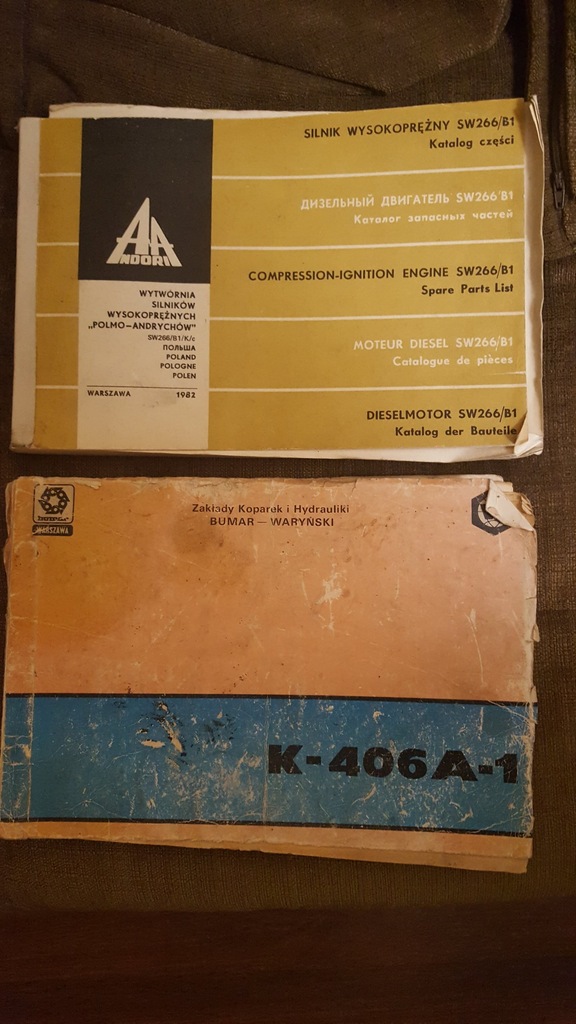 SILNIK WYSOKOPRĘŻNY SW266/B1
Katalog części
ДИЗЕЛЬНЫЙ ДВИГАТЕЛЬ SW266/B1
Каталог запасных частей
COMPRESSION-IGNITION ENGINE SW266/B1
Spare Parts List
MOTEUR DIESEL SW266/B1
Catalogue de pièces
DIESELMOTOR SW266/B1
Katalog der Bauteile
ANDORIA
WYTWÓRNIA
SILNIKÓW
WYSOKOPRĘŻNYCH
„POLMO—ANDRYCHÓW"
SW266/B1/K/c
ПОЛЬША
POLAND
POLOGNE
POLEN
WARSZAWA 1982
bumar
WARSZAWA
Zakłady Koparek i Hydrauliki
BUMAR — WARYŃSKI
K-406A-1